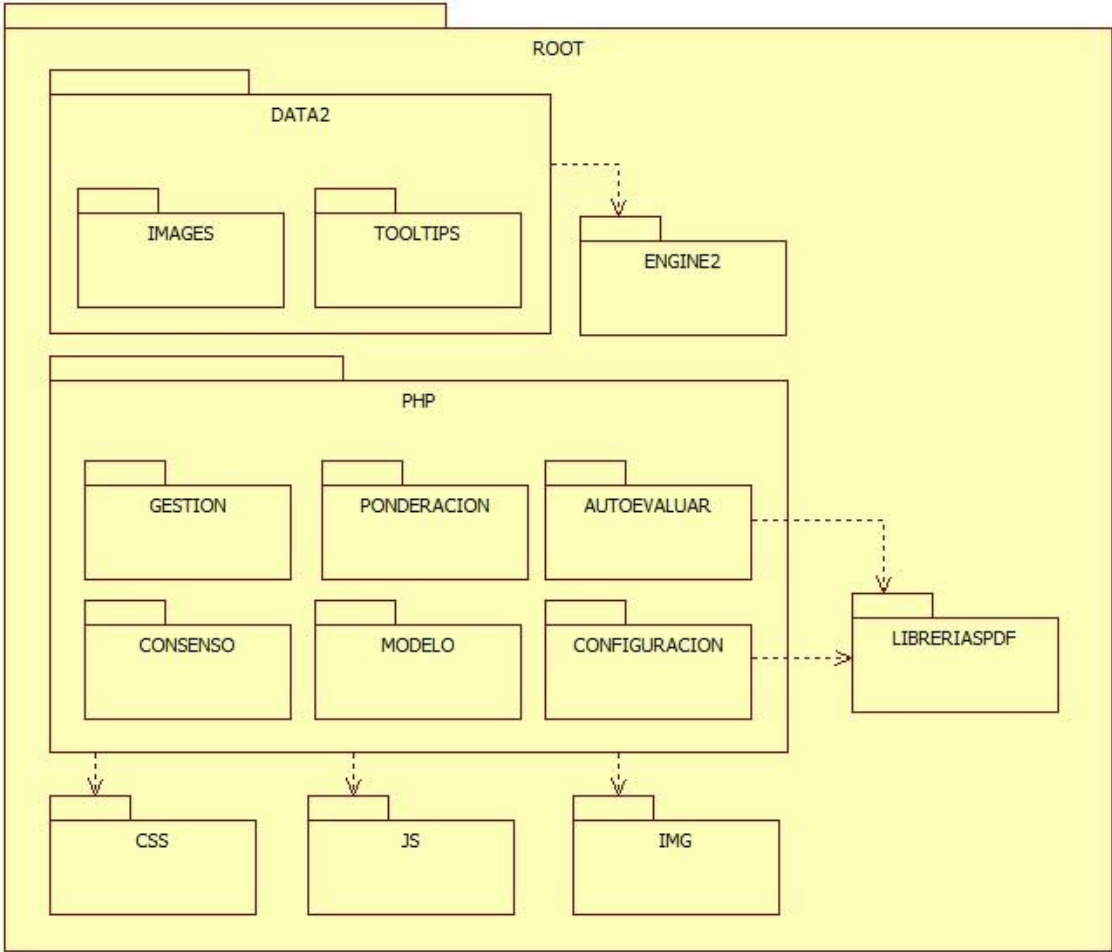 ROOT
DATA2
IMAGES
TOOLTIPS
ENGINE2
PHP
GESTION
PONDERACION
AUTOEVALUAR
CONSENSO
MODELO
CONFIGURACION
LIBRERIASPDF
CSS
JS
IMG